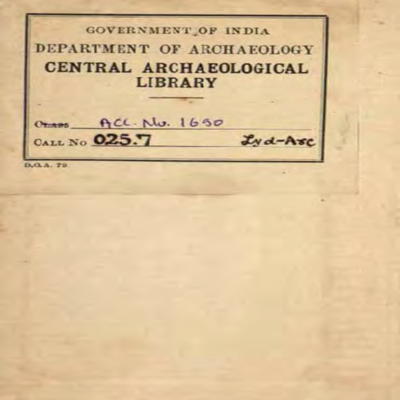 GOVERNMENT OF INDIA
DEPARTMENT OF ARCHAEOLOGY
CENTRAL ARCHAEOLOGICAL
LIBRARY
CLASS ACC. No. 1650
CALL No 025.7 Lyd-Asc
D.G.A. 79